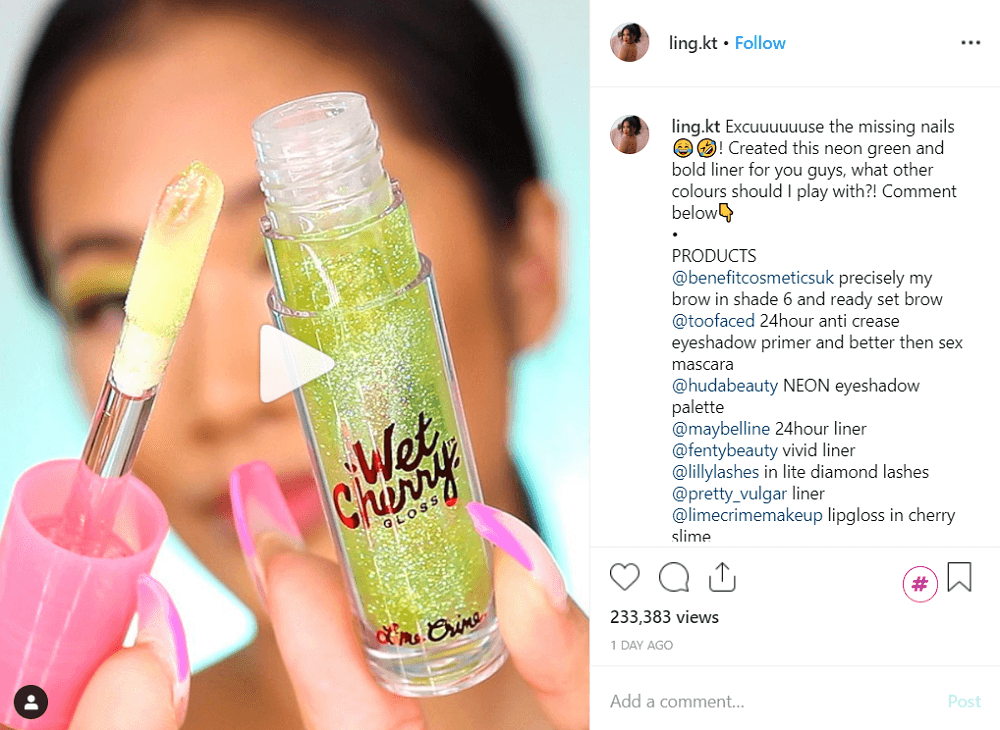 Wet
Cherry
GLOSS
Lime Crime.
ling.kt • Follow
ling.kt Excuuuuuuse the missing nails
😂🤣! Created this neon green and
bold liner for you guys, what other
colours should I play with?! Comment
below👇
•
PRODUCTS
@benefitcosmeticsuk precisely my
brow in shade 6 and ready set brow
@toofaced 24hour anti crease
eyeshadow primer and better then sex
mascara
@hudabeauty NEON eyeshadow
palette
@maybelline 24hour liner
@fentybeauty vivid liner
@lillylashes in lite diamond lashes
@pretty_vulgar liner
@limecrimemakeup lipgloss in cherry
slime
#
233,383 views
1 DAY AGO
Add a comment...
Post